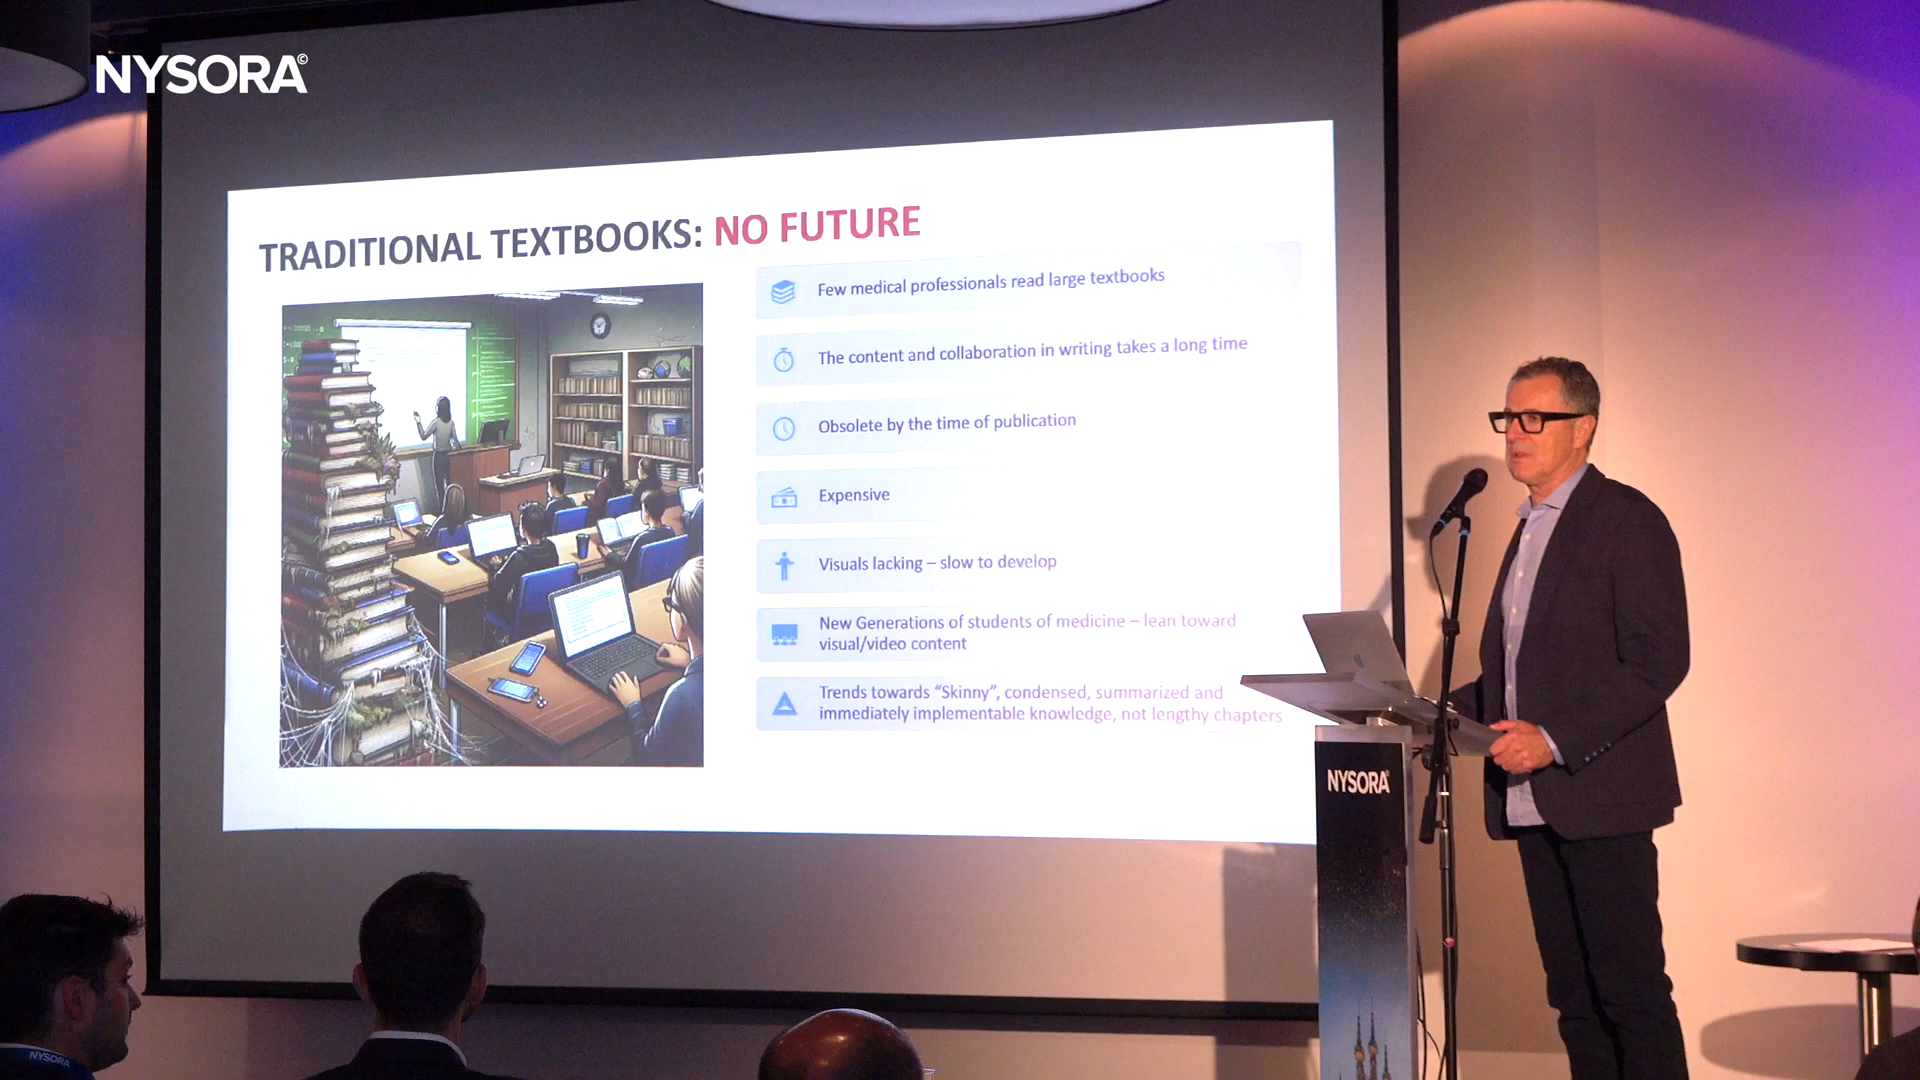 NYSORA©
TRADITIONAL TEXTBOOKS: NO FUTURE
Few medical professionals read large textbooks
The content and collaboration in writing takes a long time
Obsolete by the time of publication
Expensive
Visuals lacking – slow to develop
New Generations of students of medicine – lean toward
visual/video content
Trends towards “Skinny”, condensed, summarized and
immediately implementable knowledge, not lengthy chapters
NYSORA
NYSORA